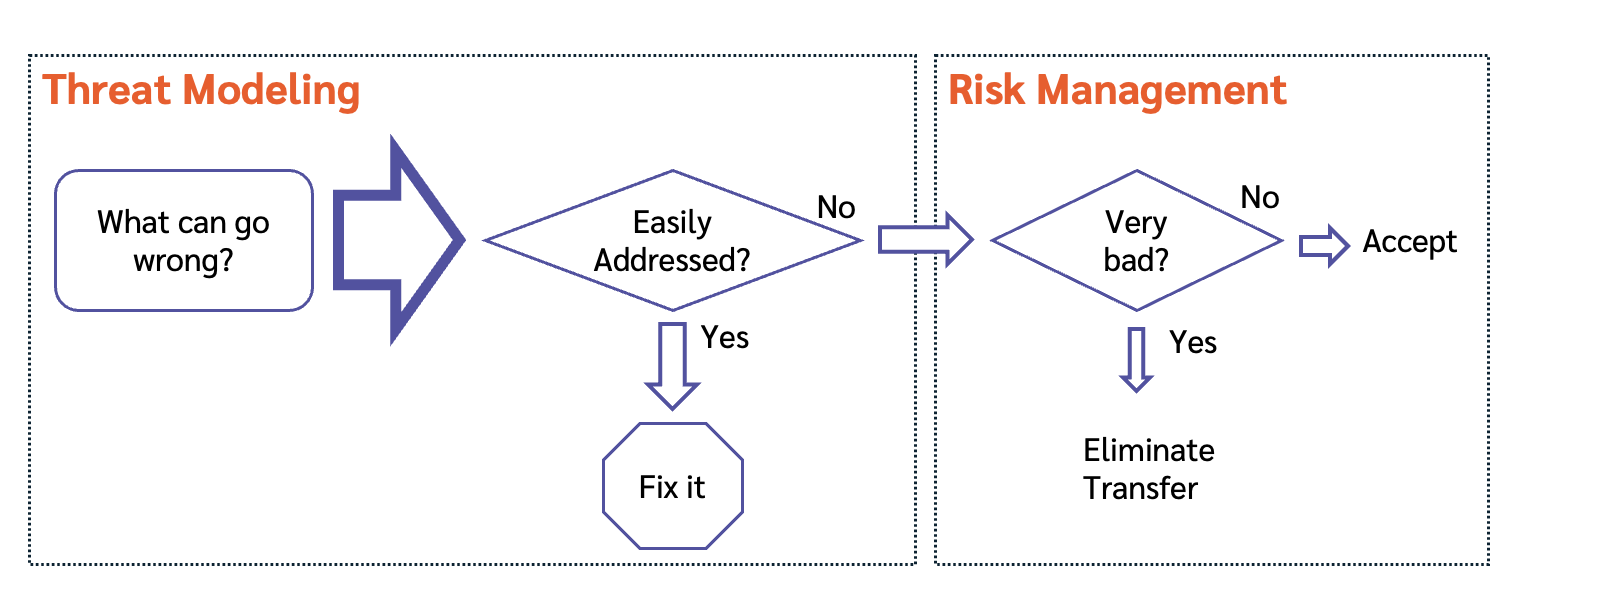 Threat Modeling
What can go
wrong?
Easily
Addressed?
No
Yes
Fix it
Risk Management
Very
bad?
No
Accept
Yes
Eliminate
Transfer